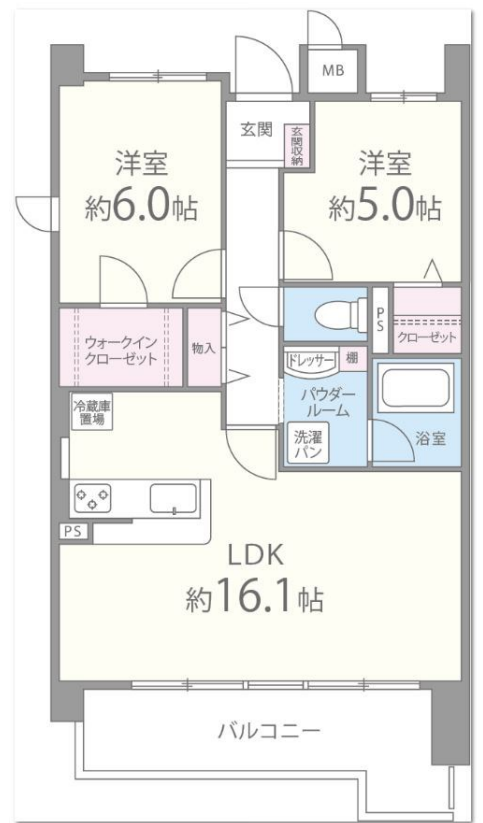 MB
玄関
玄関収納
洋室
約6.0帖
洋室
約5.0帖
ウォークイン
クローゼット
物入
PS
クローゼット
ドレッサー
棚
パウダー
ルーム
洗濯
パン
浴室
冷蔵庫
置場
PS
LDK
約16.1帖
バルコニー